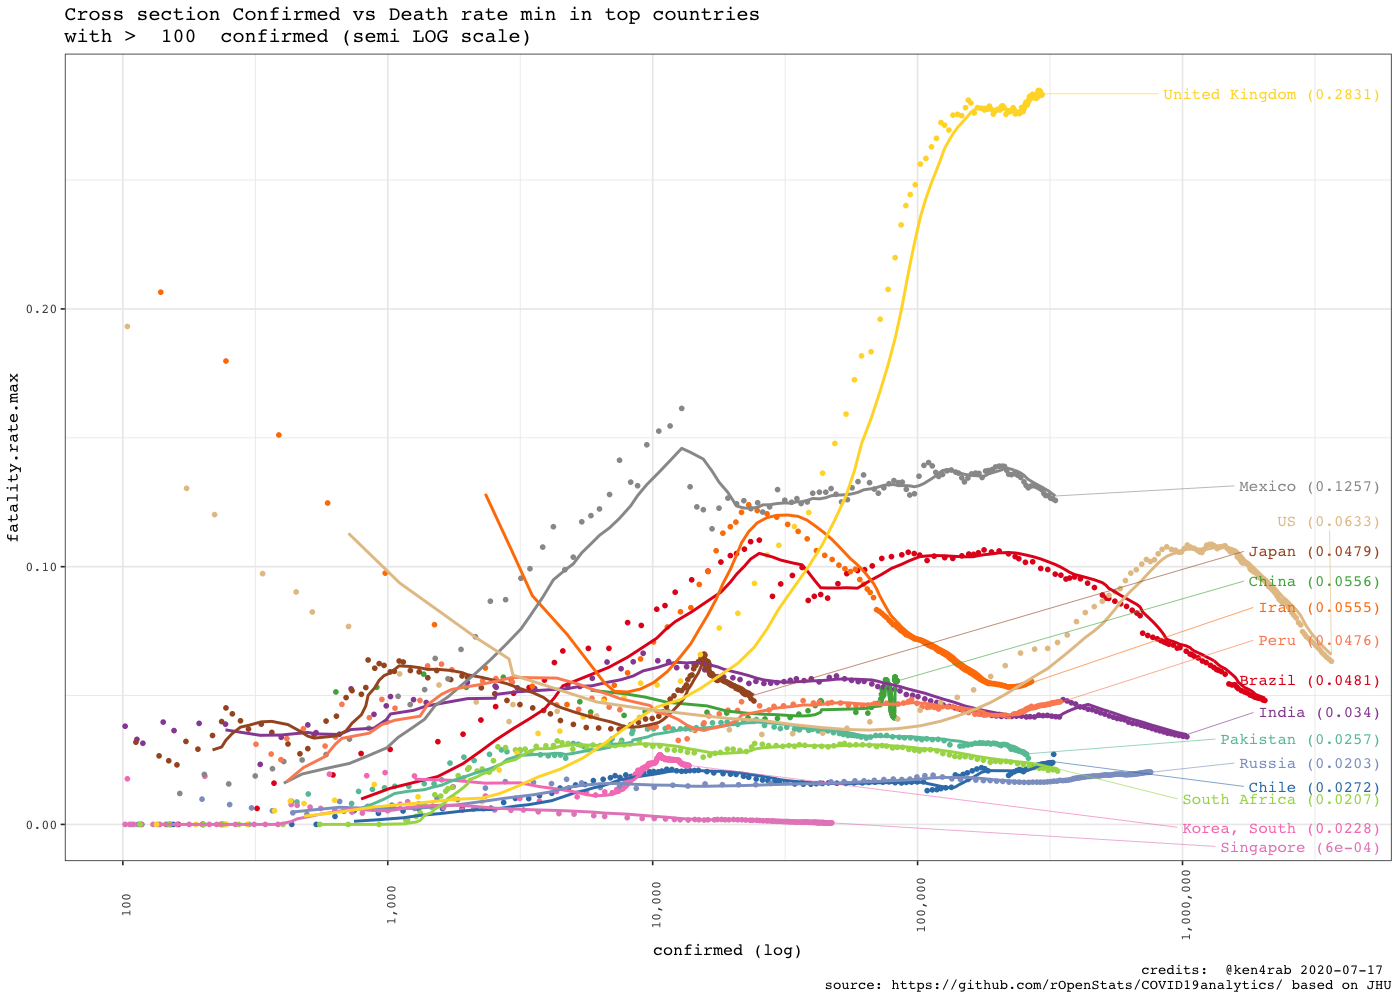 Cross section Confirmed vs Death rate min in top countries
with >  100  confirmed (semi LOG scale)
fatality.rate.max
0.20
0.10
0.00
United Kingdom (0.2831)
Mexico (0.1257)
US (0.0633)
Japan (0.0479)
China (0.0556)
Iran (0.0555)
Peru (0.0476)
Brazil (0.0481)
India (0.034)
Pakistan (0.0257)
Russia (0.0203)
Chile (0.0272)
South Africa (0.0207)
Korea, South (0.0228)
Singapore (6e-04)
100
1,000
10,000
100,000
1,000,000
confirmed (log)
credits:  @ken4rab 2020-07-17
source: https://github.com/rOpenStats/COVID19analytics/ based on JHU